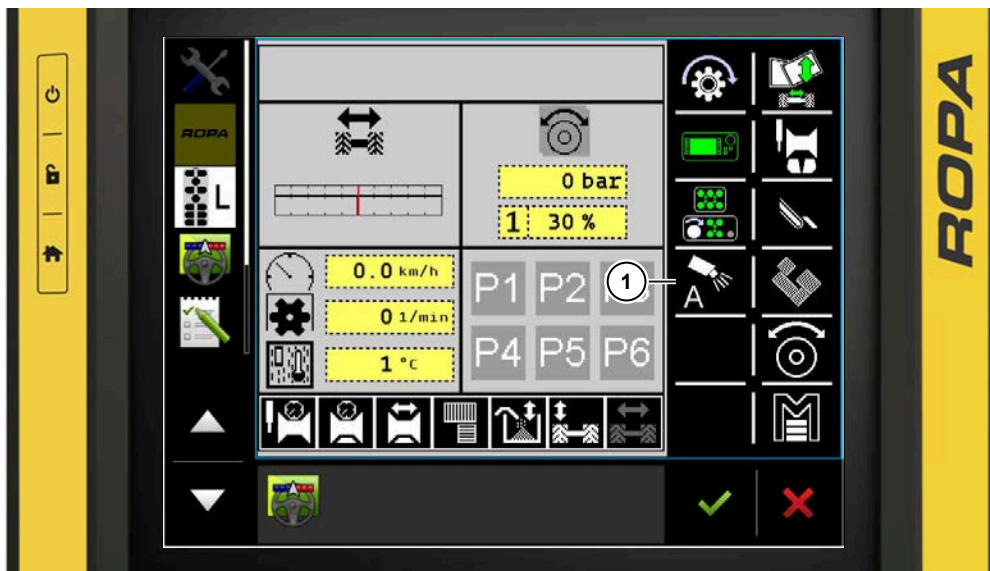 ROPA
L
0 bar
1 30 %
0.0 km/h
0 1/min
1 °C
P1 P2
P4 P5 P6
1
A
M
ROPA